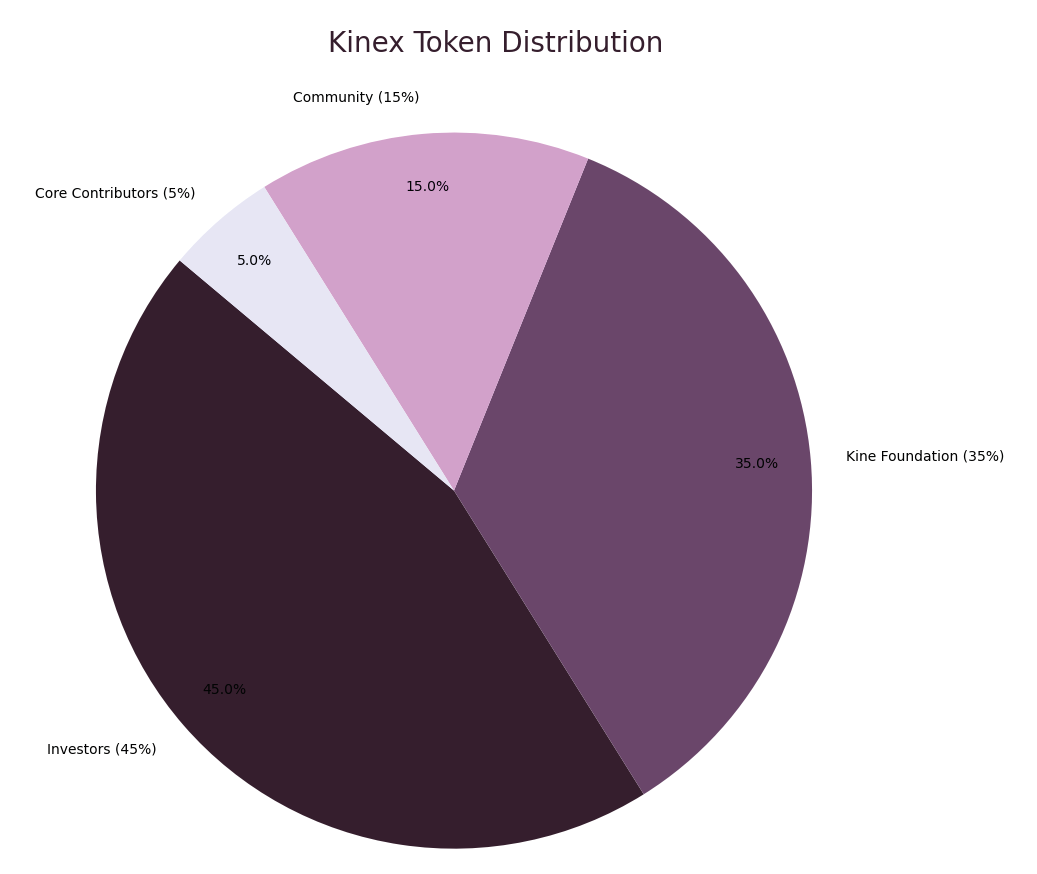 Kinex Token Distribution
Community (15%)
15.0%
Core Contributors (5%)
5.0%
35.0%
Kine Foundation (35%)
45.0%
Investors (45%)